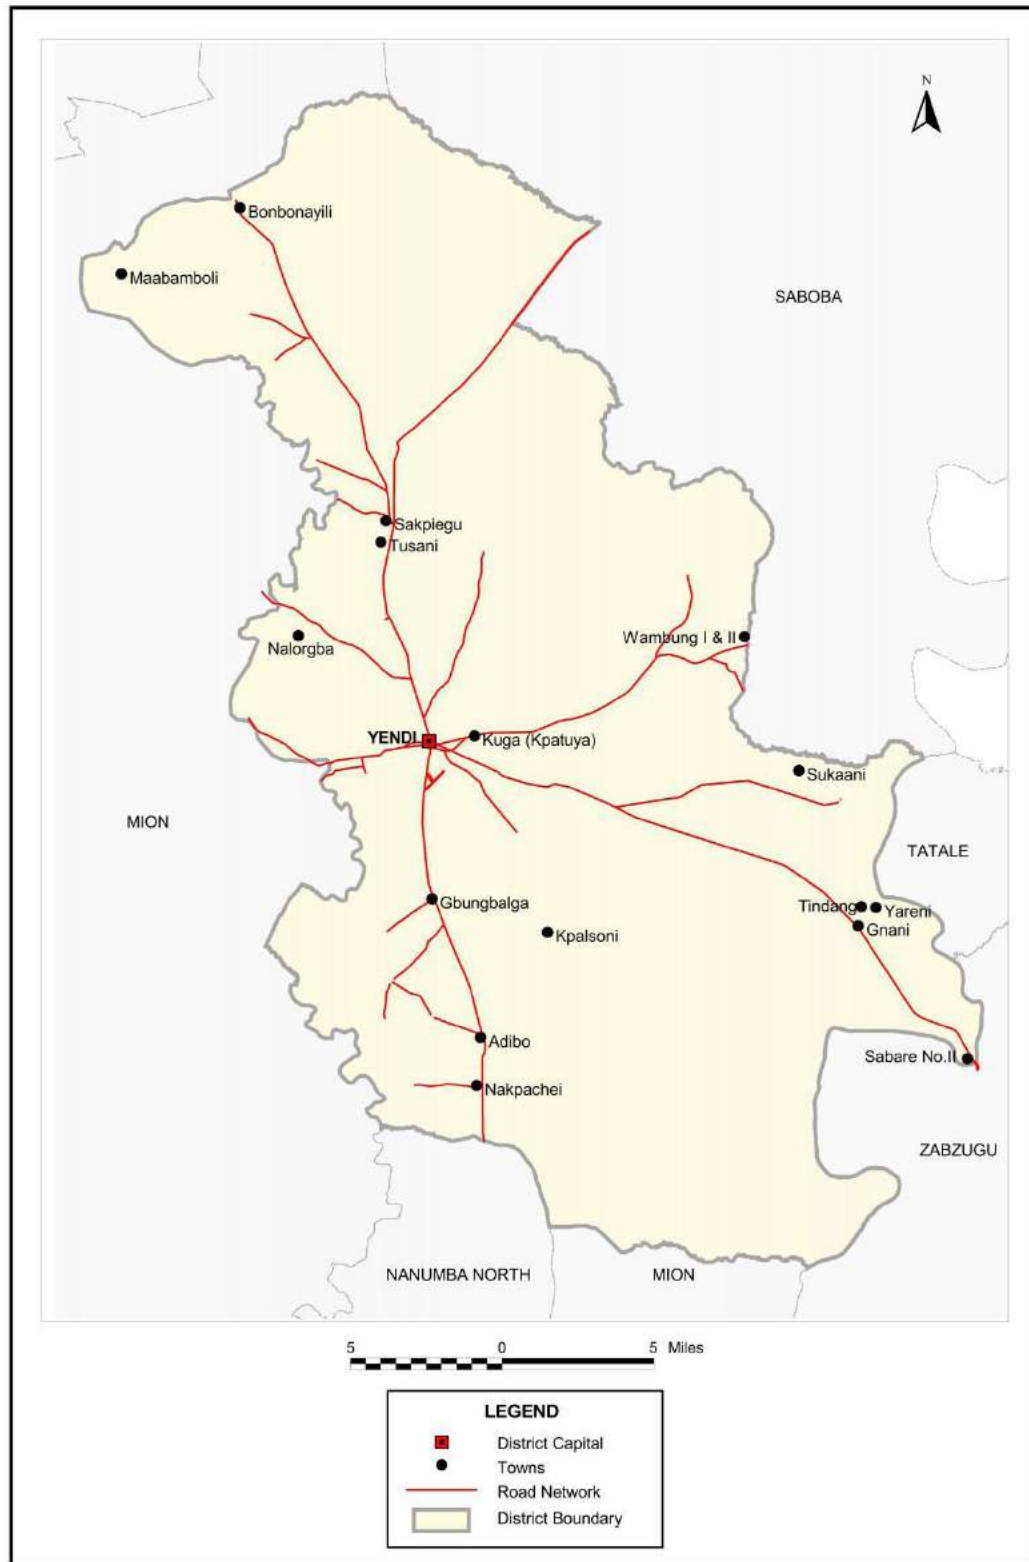 N
Bonbonayili
Maabamboli
SABOBA
Sakpiegu
Tusani
Nalorgba
Wambung I & II
YENDI
Kuga (Kpatuya)
Sukaani
MION
TATALE
Tindang
Yareni
Gbungbalga
Gnani
Kpalsoni
Adibo
Sabare No.II
Nakpachei
ZABZUGU
NANUMBA NORTH
MION
5 0 5 Miles
LEGEND
District Capital
Towns
Road Network
District Boundary